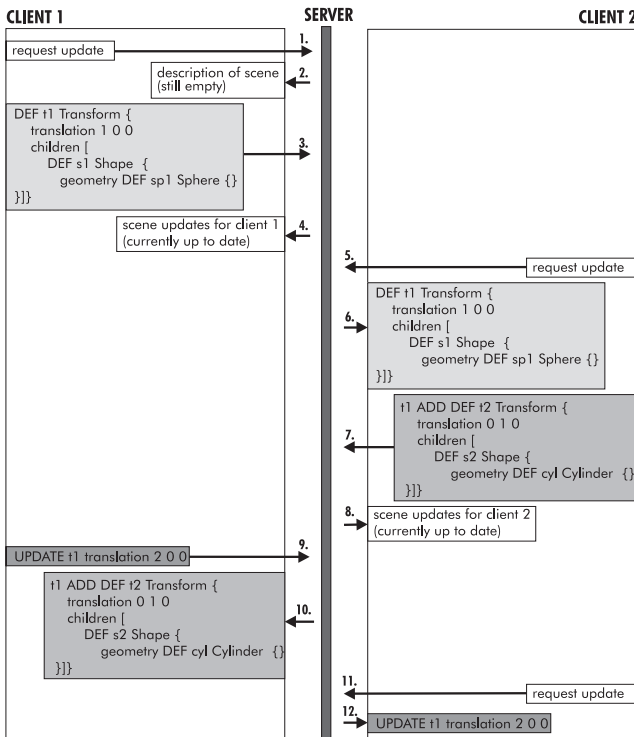 CLIENT 1
SERVER
CLIENT 2
1.
request update
2.
description of scene
(still empty)
DEF t1 Transform {
translation 1 0 0
children [
DEF s1 Shape {
geometry DEF sp1 Sphere {}
}]}
3.
4.
scene updates for client 1
(currently up to date)
5.
request update
6.
DEF t1 Transform {
translation 1 0 0
children [
DEF s1 Shape {
geometry DEF sp1 Sphere {}
}]}
7.
t1 ADD DEF t2 Transform {
translation 0 1 0
children [
DEF s2 Shape {
geometry DEF cyl Cylinder {}
}]}
8.
scene updates for client 2
(currently up to date)
9.
UPDATE t1 translation 2 0 0
10.
t1 ADD DEF t2 Transform {
translation 0 1 0
children [
DEF s2 Shape {
geometry DEF cyl Cylinder {}
}]}
11.
request update
12.
UPDATE t1 translation 2 0 0